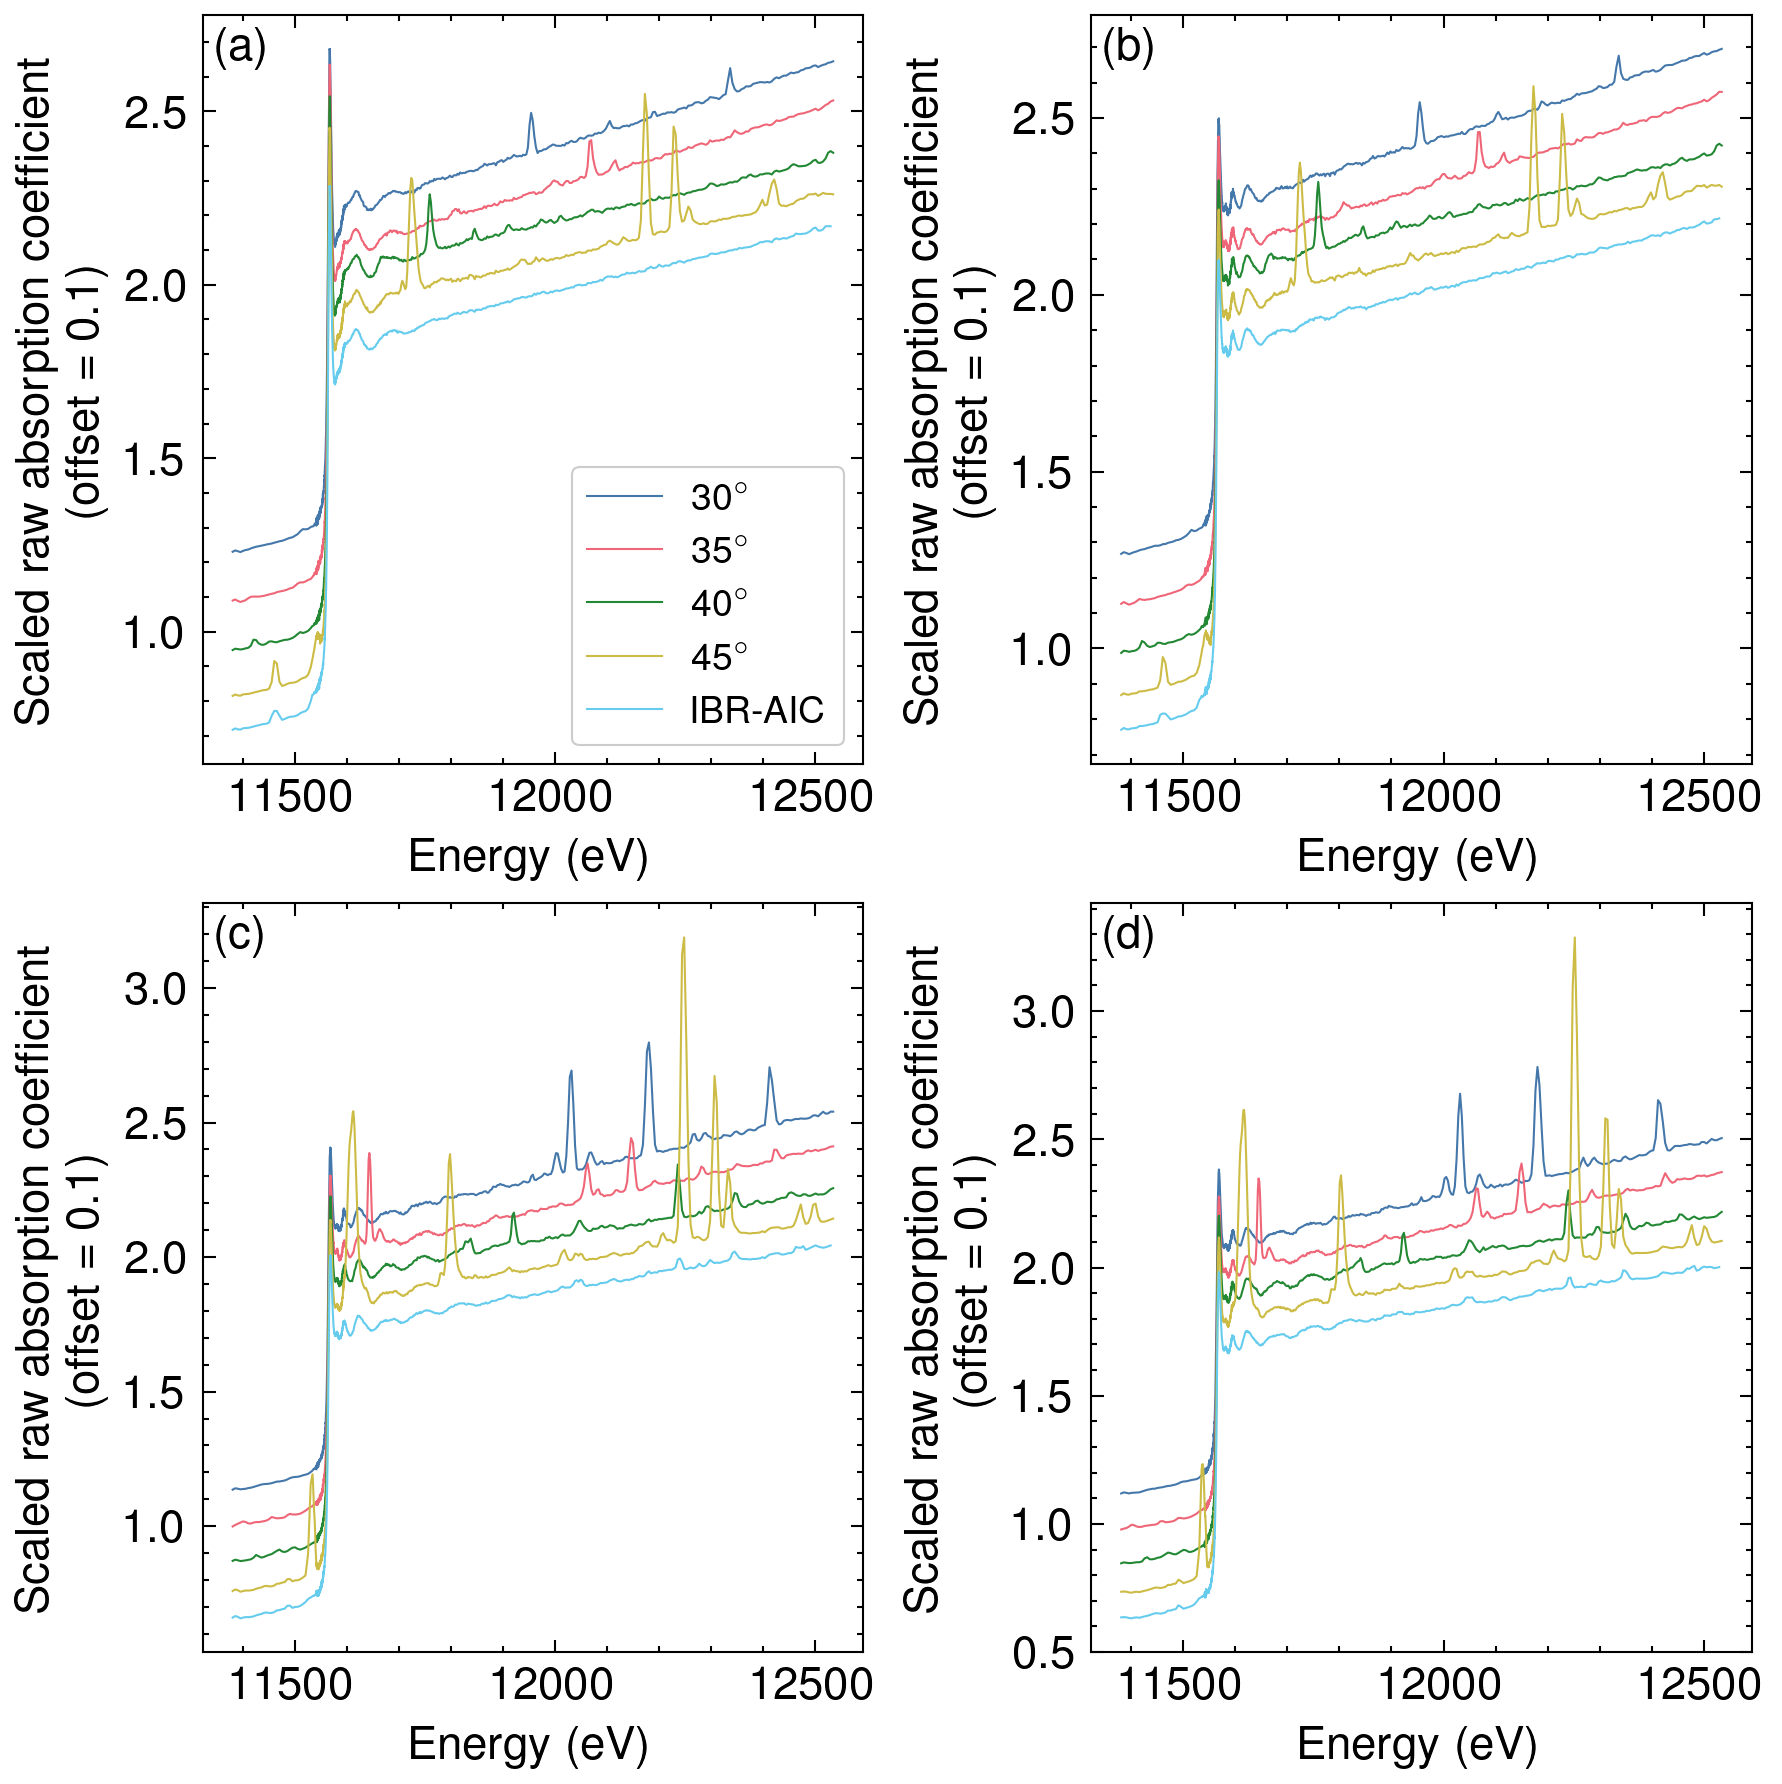 (a)
Scaled raw absorption coefficient
(offset = 0.1)
2.5
2.0
1.5
1.0
30°
35°
40°
45°
IBR-AIC
11500 12000 12500
Energy (eV)
(b)
Scaled raw absorption coefficient
(offset = 0.1)
2.5
2.0
1.5
1.0
11500 12000 12500
Energy (eV)
(c)
Scaled raw absorption coefficient
(offset = 0.1)
3.0
2.5
2.0
1.5
1.0
11500 12000 12500
Energy (eV)
(d)
Scaled raw absorption coefficient
(offset = 0.1)
3.0
2.5
2.0
1.5
1.0
0.5
11500 12000 12500
Energy (eV)